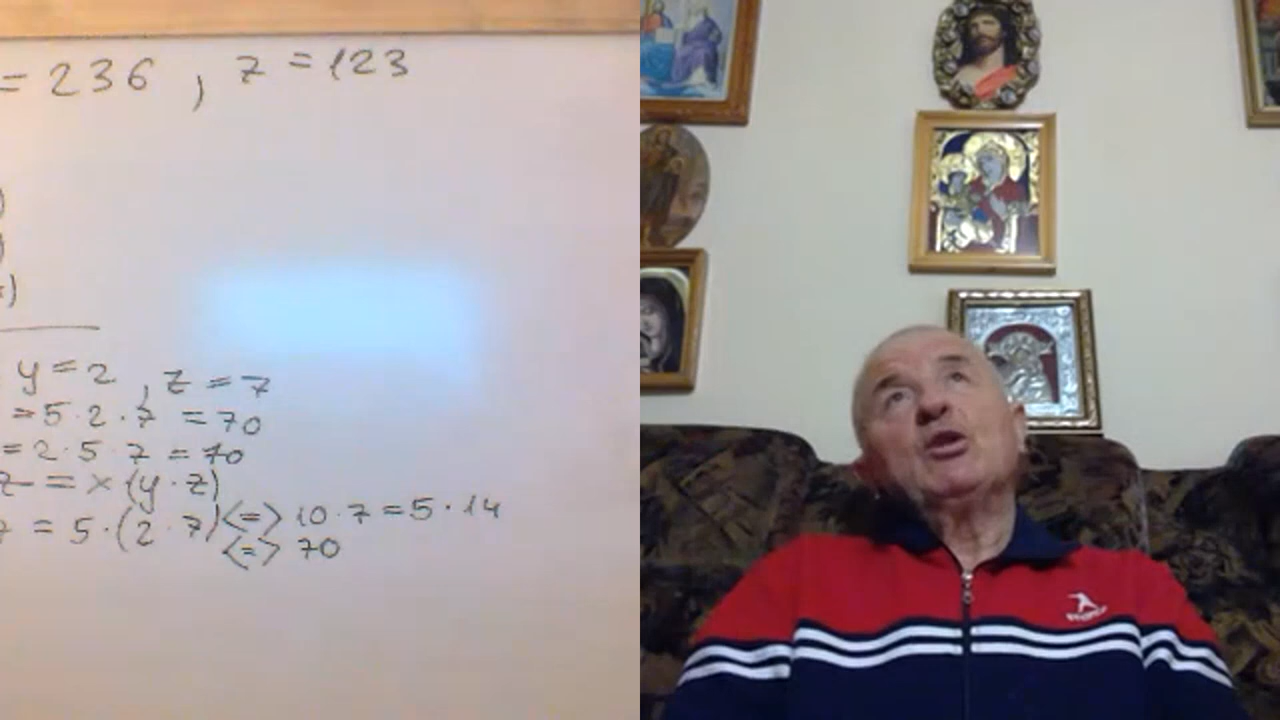 = 236 , z = 123
)
)
)
y = 2 , z = 7
= 5 · 2 · 7 = 70
= 2 · 5 · 7 = 70
z = x (y · z)
7 = 5 · (2 · 7) <=> 10 · 7 = 5 · 14
<=> 70